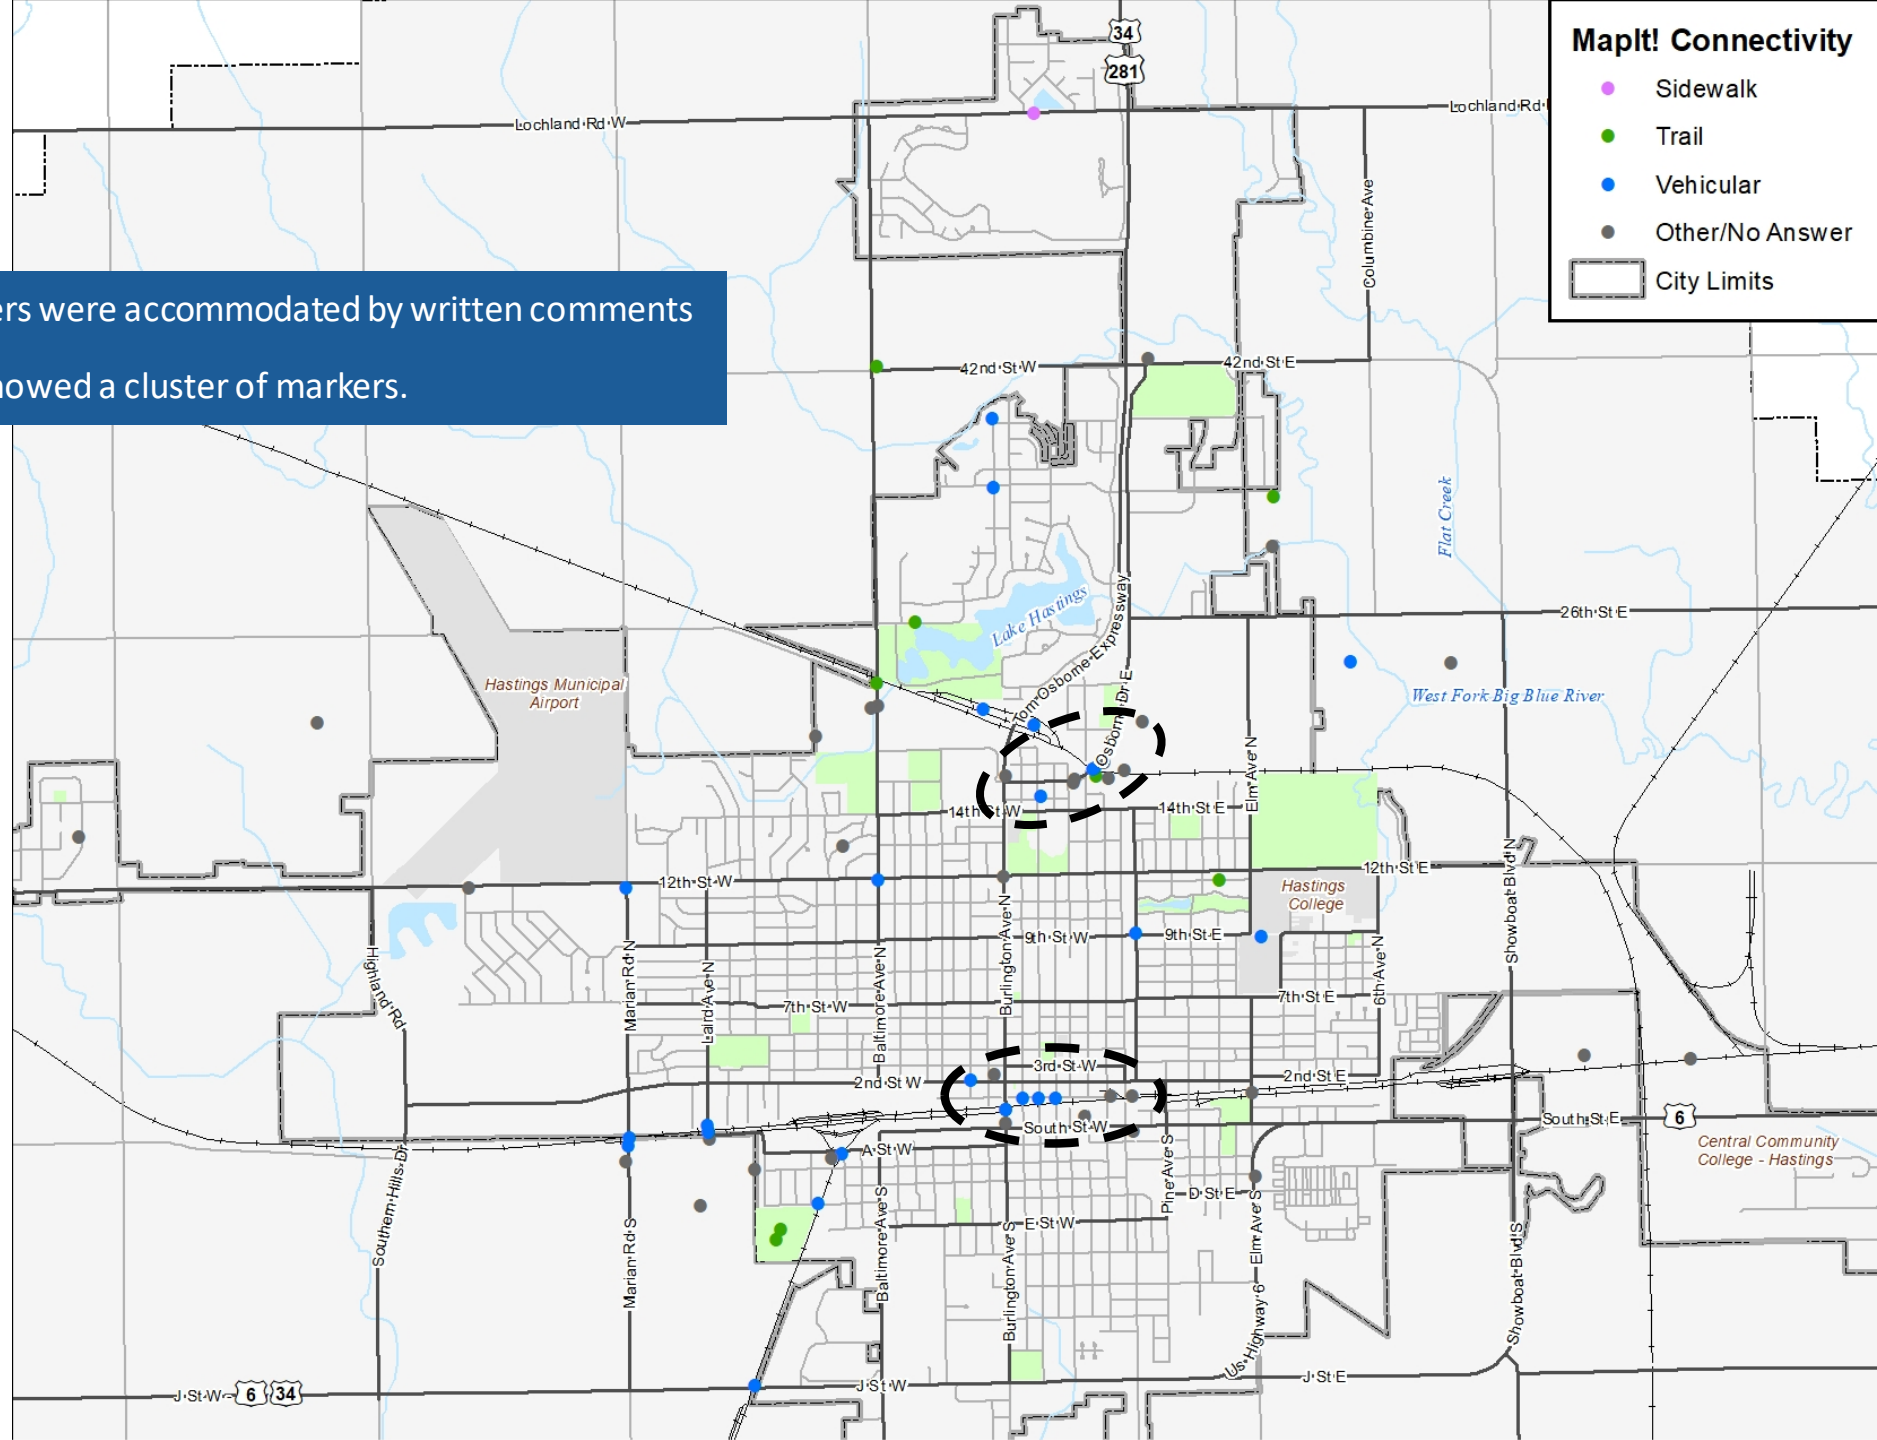 34
281
MapIt! Connectivity
Sidewalk
Trail
Vehicular
Other/No Answer
City Limits
Lochland Rd W
Lochland Rd
Columbine Ave
ers were accommodated by written comments
howed a cluster of markers.
42nd St W
42nd St E
Flat Creek
Lake Hastings
Tom Osborne Expressway
26th St E
Hastings Municipal
Airport
West Fork Big Blue River
Osborne Dr E
Elm Ave N
14th St W
14th St E
12th St W
12th St E
Hastings
College
Showboat Blvd N
Highland Rd
Marian Rd N
Laird Ave N
Baltimore Ave N
Burlington Ave N
9th St W
9th St E
6th Ave N
7th St W
7th St E
3rd St W
2nd St W
2nd St E
South St W
South St E
6
Central Community
College - Hastings
A St W
Pine Ave S
D St E
E St W
Southern Hills Dr
Marian Rd S
Baltimore Ave S
Burlington Ave S
Elm Ave S
Us Highway 6
Showboat Blvd S
J St W
6
34
J St W
J St E